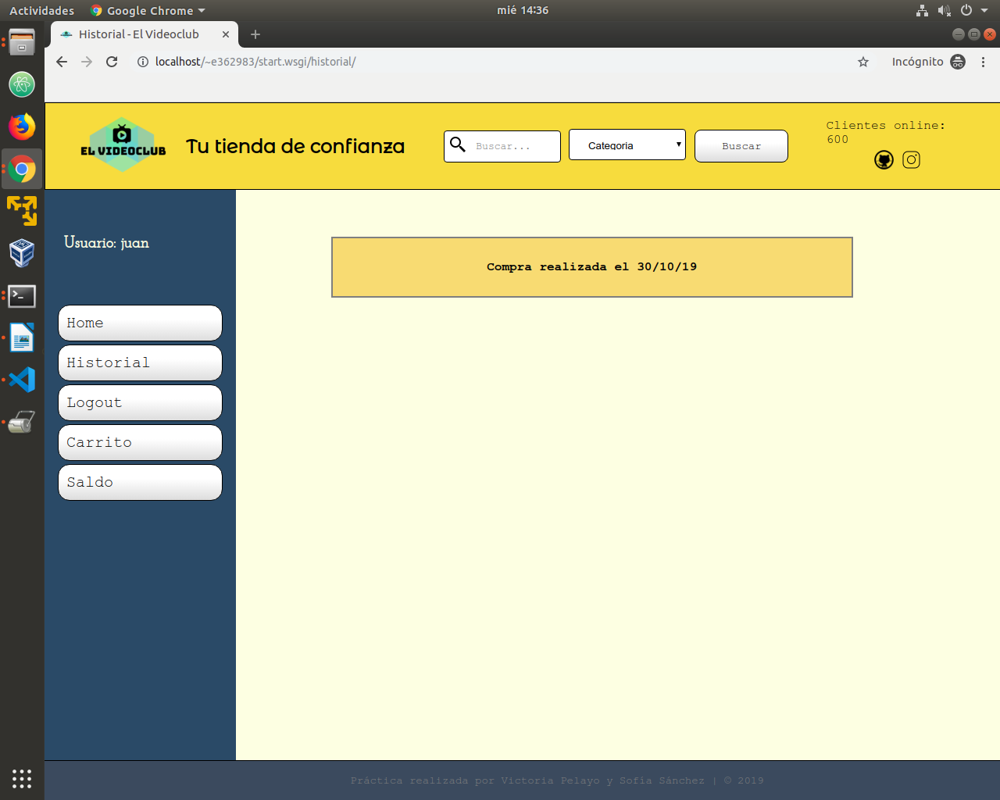 Actividades
Google Chrome
mié 14:36
Historial - El Videoclub
localhost/~e362983/start.wsgi/historial/
Incógnito
EL VIDEOCLUB
Tu tienda de confianza
Buscar...
Categoria
Buscar
Clientes online:
600
Usuario: juan
Compra realizada el 30/10/19
Home
Historial
Logout
Carrito
Saldo
Práctica realizada por Victoria Pelayo y Sofía Sánchez | © 2019